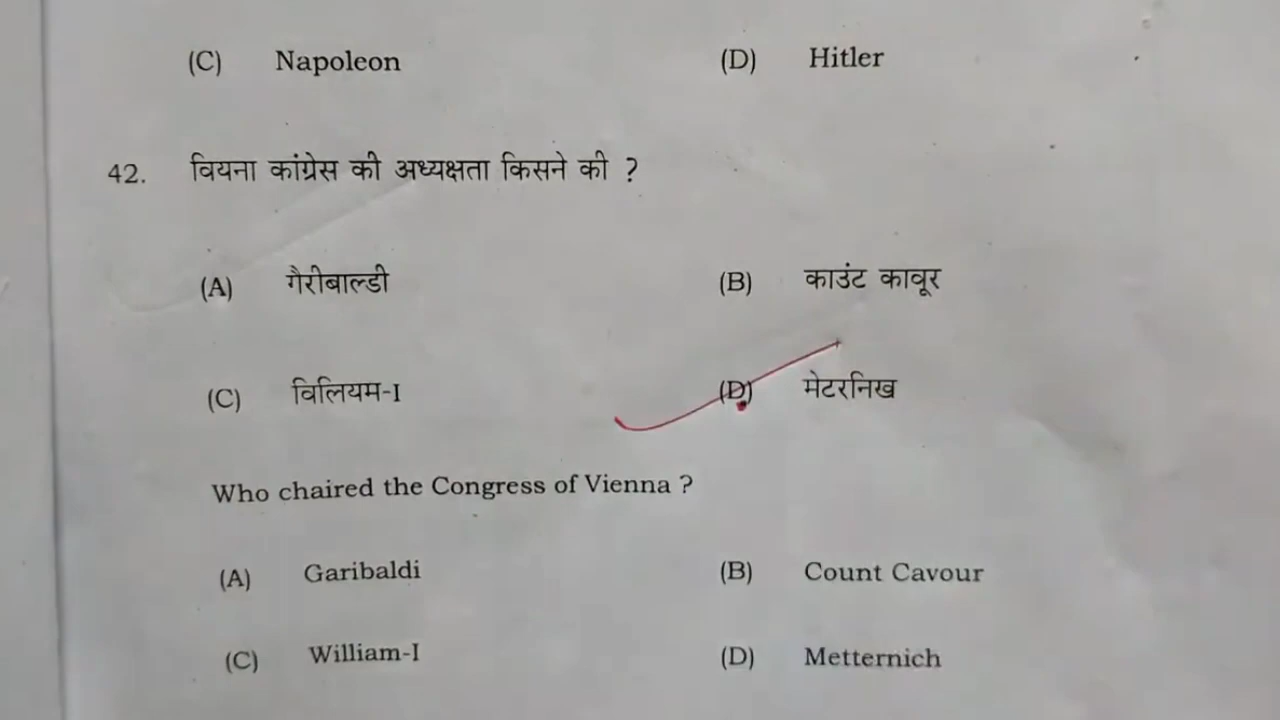 (C) Napoleon (D) Hitler
42. वियना कांग्रेस की अध्यक्षता किसने की ?
(A) गैरीबाल्डी (B) काउंट कावूर
(C) विलियम-I (D) मेटरनिख
Who chaired the Congress of Vienna ?
(A) Garibaldi (B) Count Cavour
(C) William-I (D) Metternich